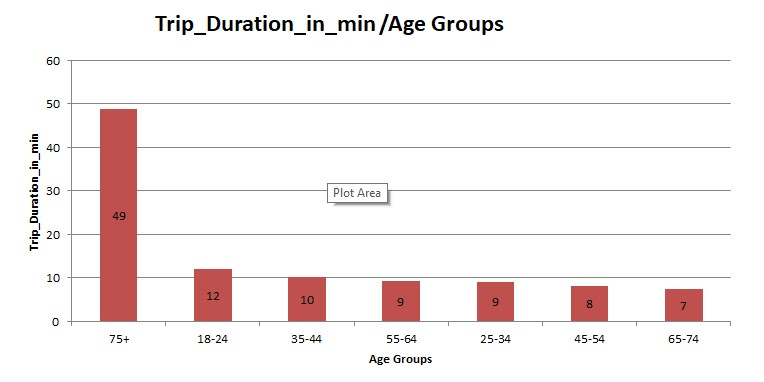 Trip_Duration_in_min /Age Groups
60
50
40
30
20
10
0
Trip_Duration_in_min
Plot Area
49
12
10
9
9
8
7
75+ 18-24 35-44 55-64 25-34 45-54 65-74
Age Groups